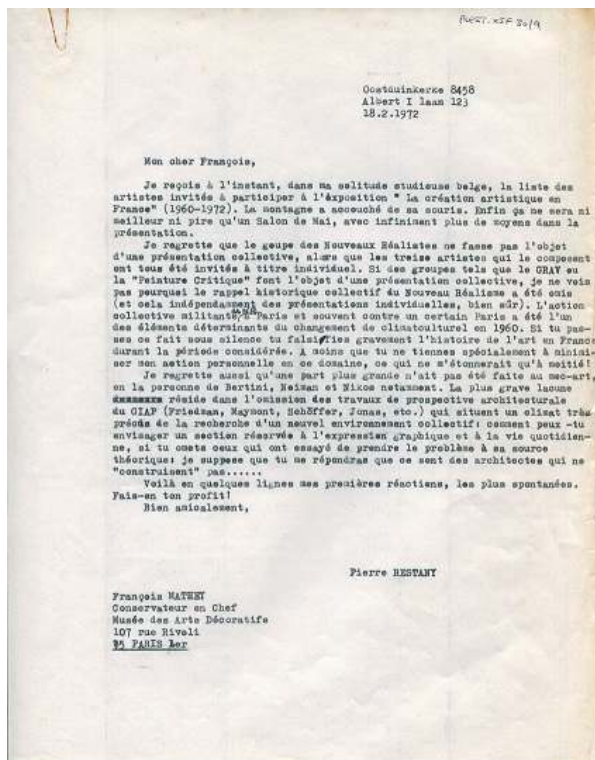 PREST.XSF 30/9
Oostduinkerke 8458
Albert I laan 123
18.2.1972
Mon cher François,
Je reçois à l'instant, dans ma solitude studieuse belge, la liste des
artistes invités à participer à l'éxposition " La création artistique en
France" (1960-1972). La montagne a accouché de sa souris. Enfin ça ne sera ni
meilleur ni pire qu'un Salon de Mai, avec infiniment plus de moyens dans la
présentation.
Je regrette que le goupe des Nouveaux Réalistes ne fasse pas l'objet
d'une présentation collective, alors que les treize artistes qui le composent
ont tous été invités à titre individuel. Si des groupes tels que le GRAV ou
la "Peinture Critique" font l'objet d'une présentation collective, je ne vois
pas pourquoi le rappel historique collectif du Nouveau Réalisme a été omis
(et cela indépendamment des présentations individuelles, bien sûr). L'action
collective militante, à Paris et souvent contre un certain Paris a été l'un
des éléments déterminants du changement de climatculturel en 1960. Si tu pas-
ses ce fait sous silence tu falsifies gravement l'histoire de l'art en France
durant la période considérée. A moins que tu ne tiennes spécialement à minimi-
ser mon action personnelle en ce domaine, ce qui ne m'étonnerait qu'à moitié!
Je regrette aussi qu'une part plus grande n'ait pas été faite au mec-art,
en la personne de Bertini, Neiman et Nikos notamment. La plus grave lacune
réside dans l'omission des travaux de prospective architecturale
du GIAP (Friedman, Maymont, Schöffer, Jonas, etc.) qui situent un climat très
précis de la recherche d'un nouvel environnement collectif: comment peux -tu
envisager un section réservée à l'expression graphique et à la vie quotidien-
ne, si tu omets ceux qui ont essayé de prendre le problème à sa source
théorique: je suppose que tu me répondras que ce sont des architectes qui ne
"construisent" pas......
Voilà en quelques lignes mes premières réactions, les plus spontanées.
Fais-en ton profit!
Bien amicalement,
Pierre RESTANY
François MATHEY
Conservateur en Chef
Musée des Arts Décoratifs
107 rue Rivoli
75 PARIS 1er